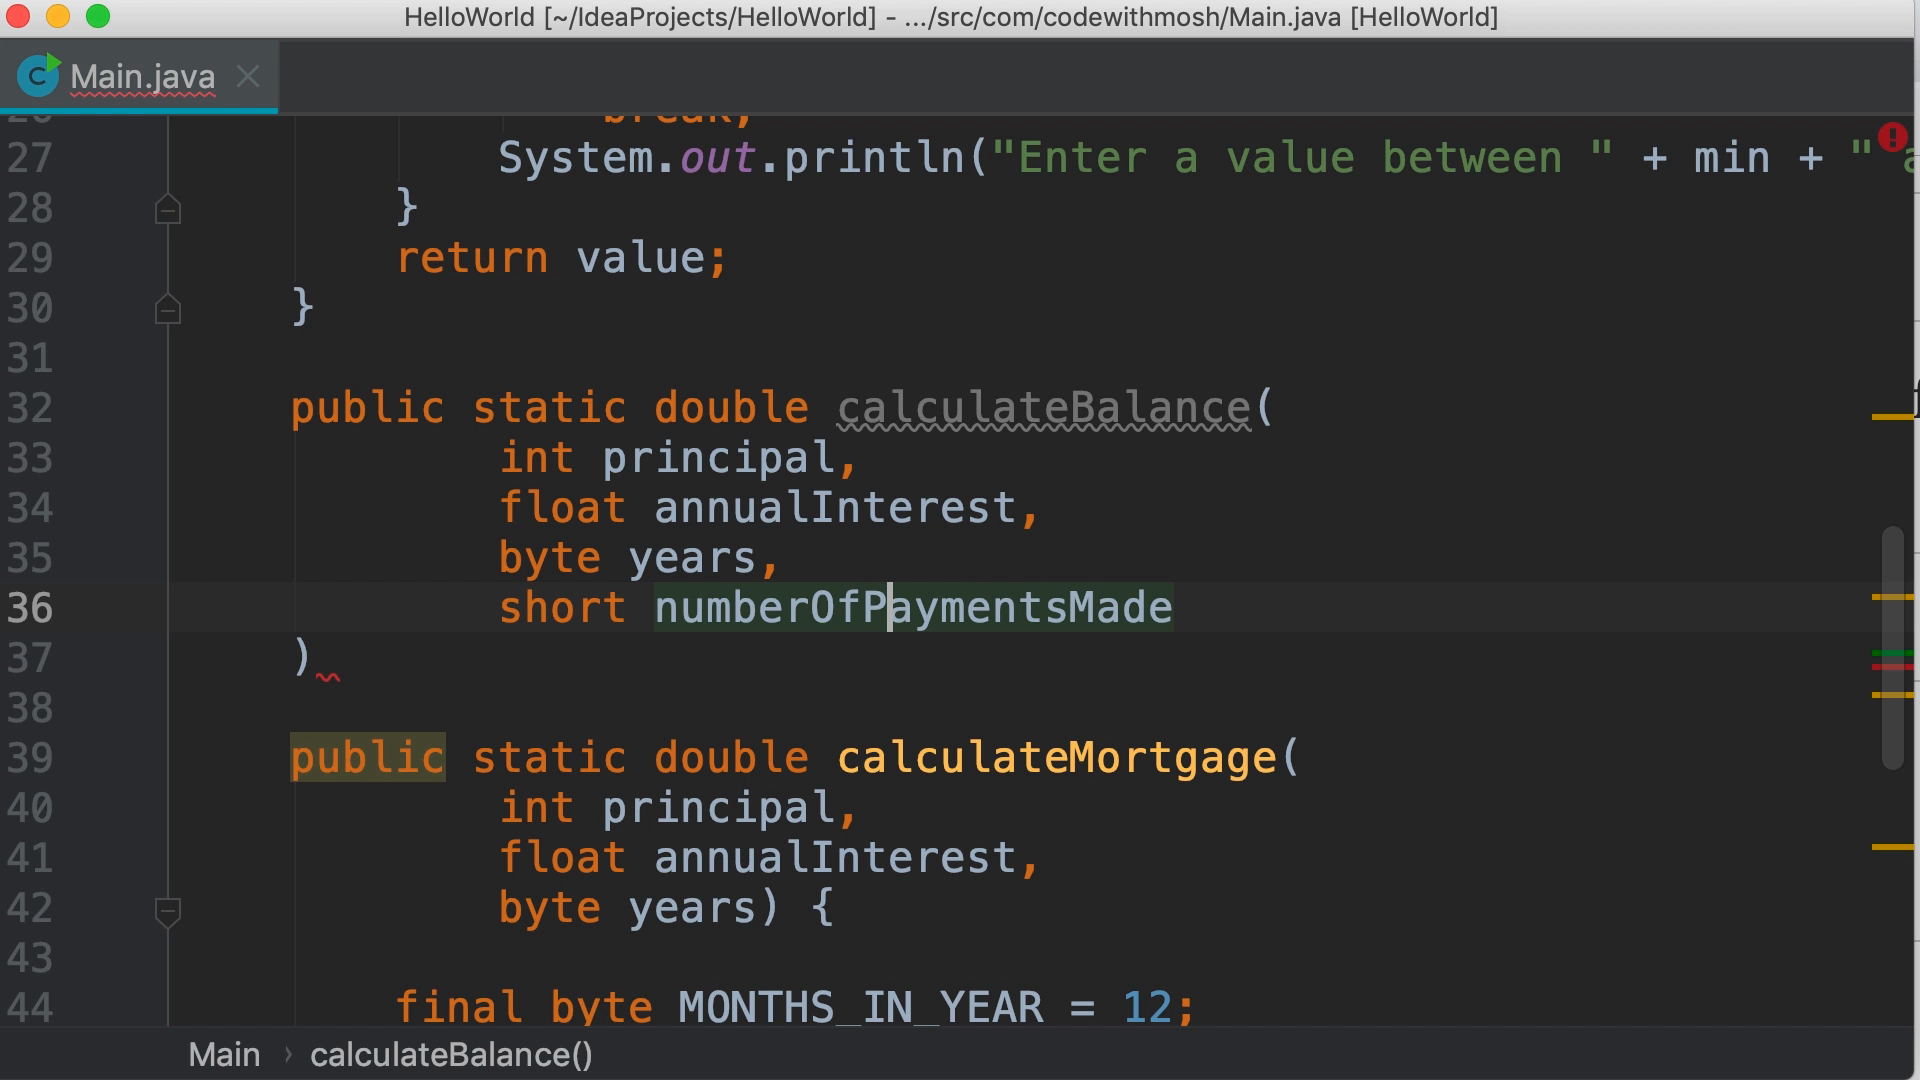 HelloWorld [~/IdeaProjects/HelloWorld] - .../src/com/codewithmosh/Main.java [HelloWorld]
Main.java
26 break;
27 System.out.println("Enter a value between " + min + " a
28 }
29 return value;
30 }
31
32 public static double calculateBalance(
33 int principal,
34 float annualInterest,
35 byte years,
36 short numberOfPaymentsMade
37 )
38
39 public static double calculateMortgage(
40 int principal,
41 float annualInterest,
42 byte years) {
43
44 final byte MONTHS_IN_YEAR = 12;
Main › calculateBalance()